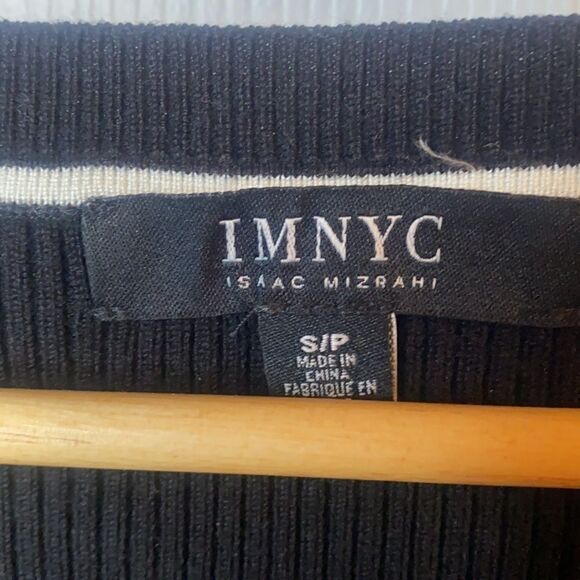 IMNYC
ISAAC MIZRAHI
S/P
MADE IN
CHINA
FABRIQUE EN